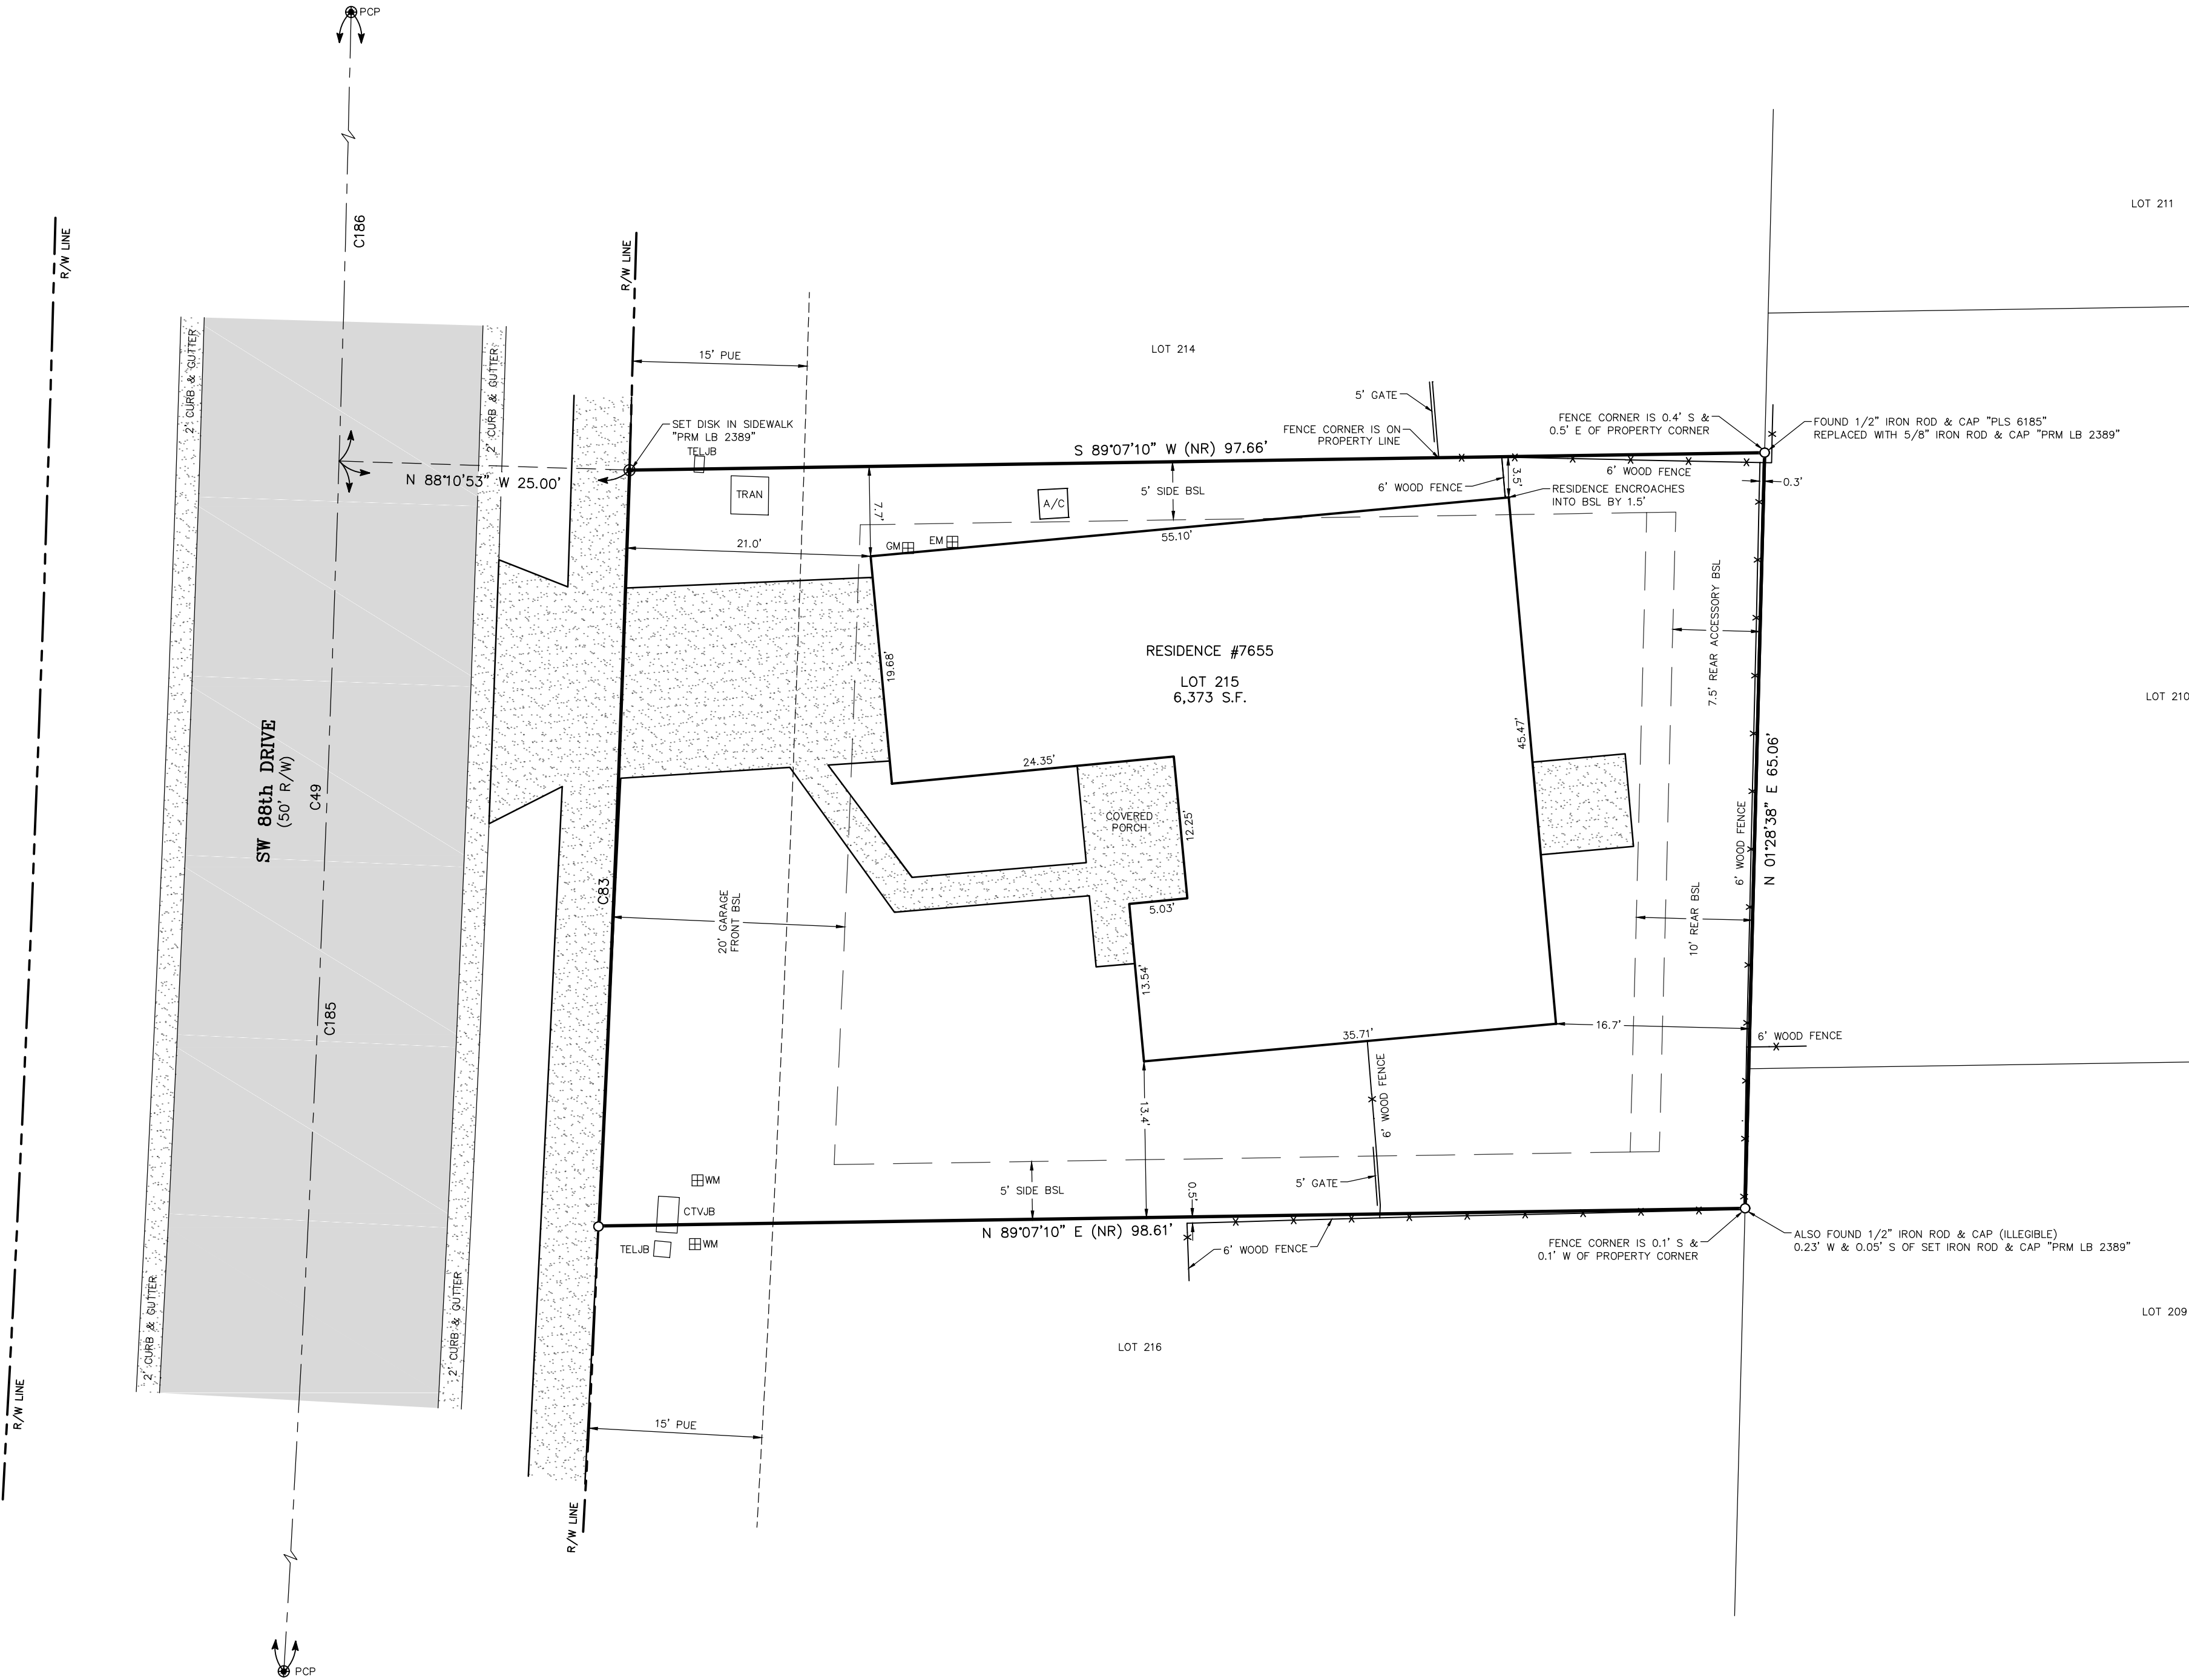 PCP
C186
R/W LINE
R/W LINE
LOT 211
2' CURB & GUTTER
2' CURB & GUTTER
15' PUE
LOT 214
5' GATE
SET DISK IN SIDEWALK
"PRM LB 2389"
TELJB
FENCE CORNER IS ON
PROPERTY LINE
FENCE CORNER IS 0.4' S &
0.5' E OF PROPERTY CORNER
FOUND 1/2" IRON ROD & CAP "PLS 6185"
REPLACED WITH 5/8" IRON ROD & CAP "PRM LB 2389"
S 89°07'10" W (NR) 97.66'
N 88°10'53" W 25.00'
TRAN
A/C
5' SIDE BSL
6' WOOD FENCE
3.5'
6' WOOD FENCE
0.3'
RESIDENCE ENCROACHES
INTO BSL BY 1.5'
7.7'
21.0'
GM
EM
55.10'
RESIDENCE #7655
LOT 215
6,373 S.F.
7.5' REAR ACCESSORY BSL
LOT 210
19.68'
45.47'
SW 88th DRIVE
(50' R/W)
C49
24.35'
COVERED
PORCH
12.25'
6' WOOD FENCE
N 01°28'38" E 65.06'
C83
20' GARAGE
FRONT BSL
5.03'
10' REAR BSL
13.54'
C185
35.71'
16.7'
6' WOOD FENCE
6' WOOD FENCE
13.4'
WM
5' SIDE BSL
5' GATE
0.5'
CTVJB
TELJB
WM
N 89°07'10" E (NR) 98.61'
6' WOOD FENCE
FENCE CORNER IS 0.1' S &
0.1' W OF PROPERTY CORNER
ALSO FOUND 1/2" IRON ROD & CAP (ILLEGIBLE)
0.23' W & 0.05' S OF SET IRON ROD & CAP "PRM LB 2389"
2' CURB & GUTTER
2' CURB & GUTTER
LOT 209
LOT 216
R/W LINE
15' PUE
R/W LINE
PCP